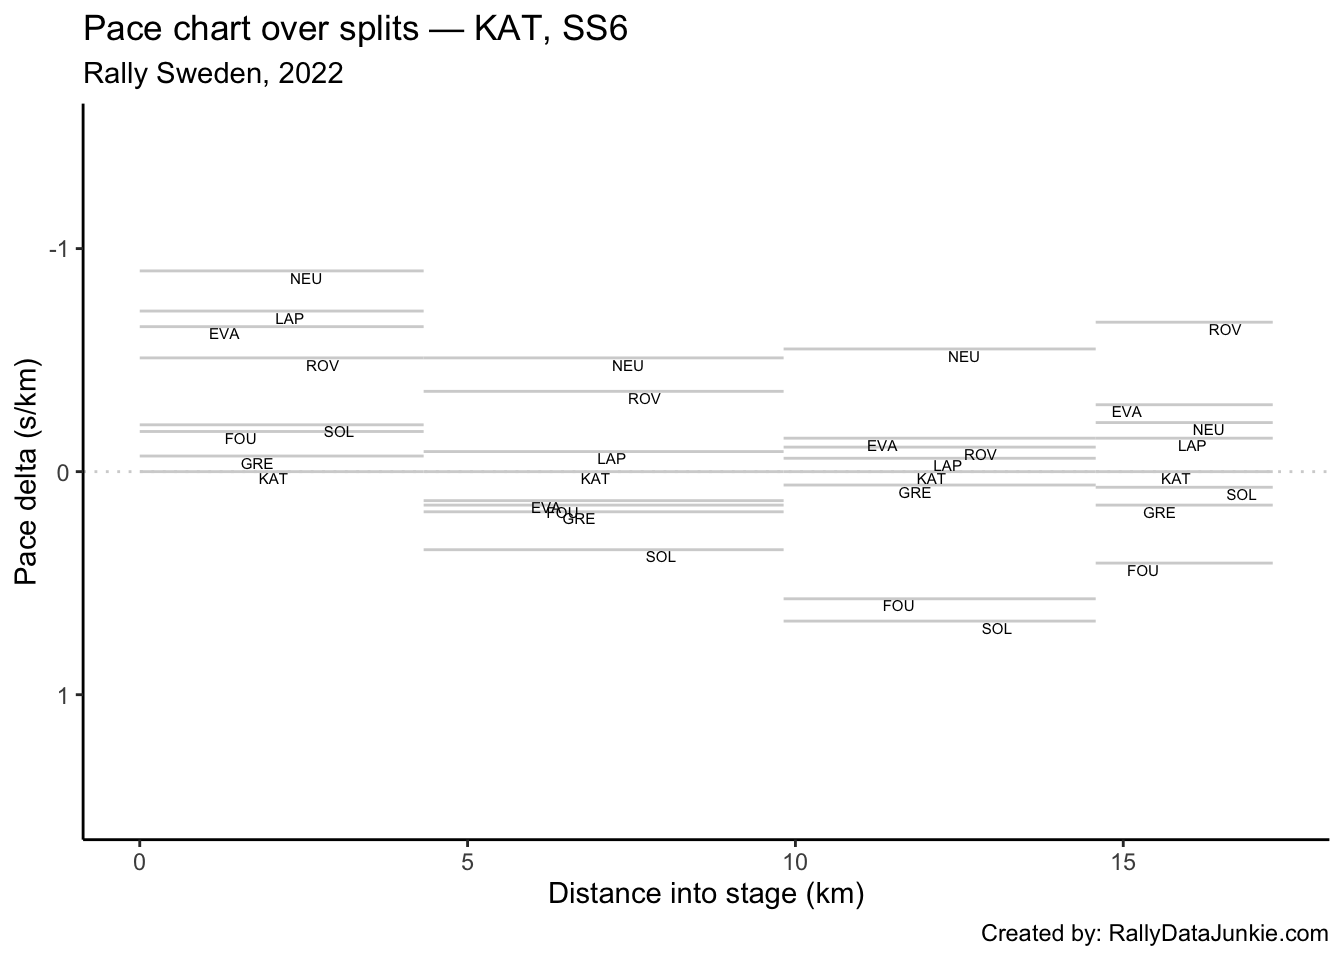 Pace chart over splits — KAT, SS6
Rally Sweden, 2022
Pace delta (s/km)
-1
0
1
NEU
LAP
EVA
ROV
SOL
FOU
GRE
KAT
NEU
ROV
LAP
KAT
EVA
FOU
GRE
SOL
NEU
EVA
ROV
LAP
KAT
GRE
FOU
SOL
ROV
EVA
NEU
LAP
KAT
SOL
GRE
FOU
0 5 10 15
Distance into stage (km)
Created by: RallyDataJunkie.com